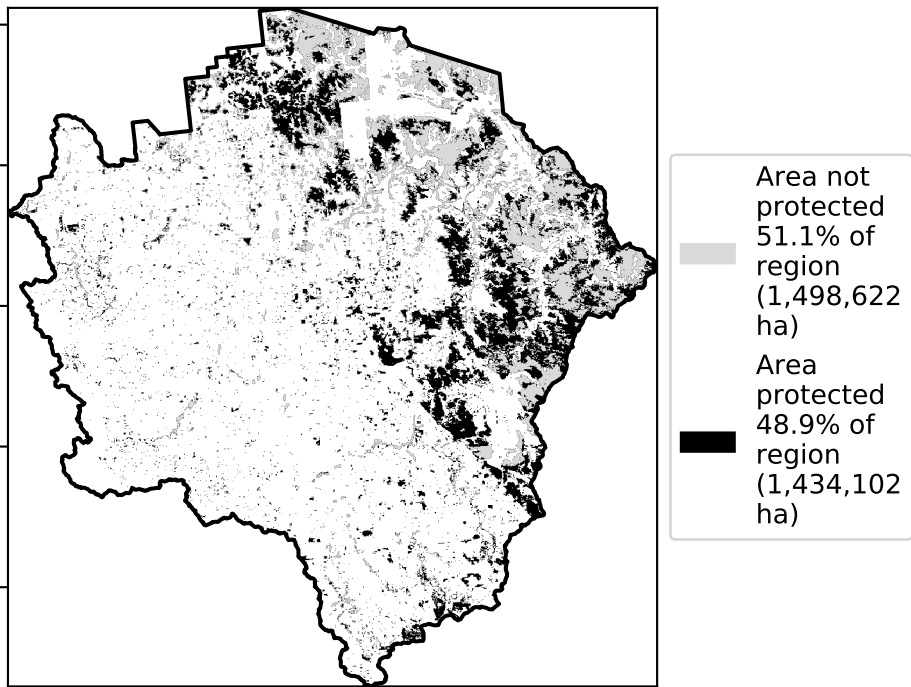 Area not
protected
51.1% of
region
(1,498,622
ha)
Area
protected
48.9% of
region
(1,434,102
ha)